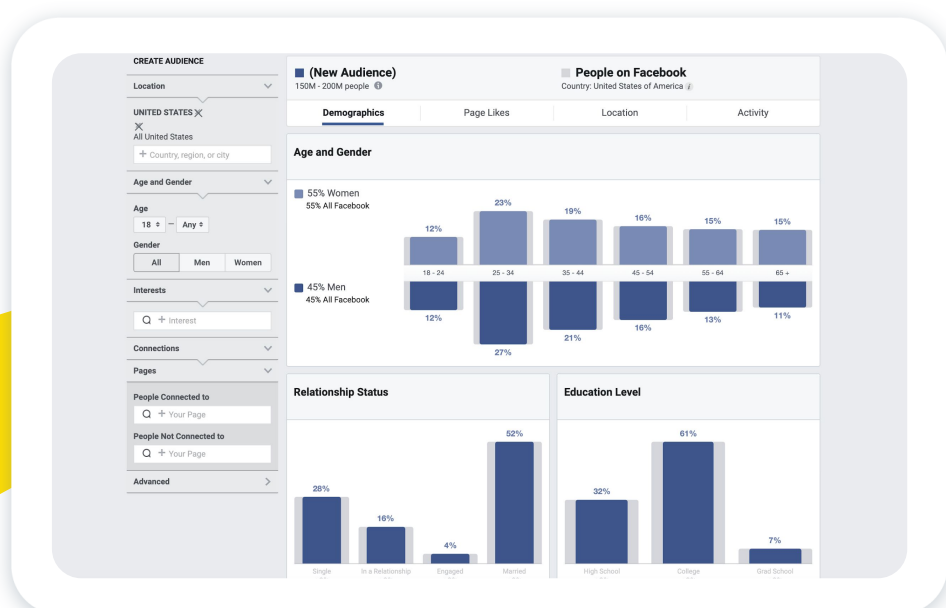 CREATE AUDIENCE
Location
UNITED STATES
All United States
+ Country, region, or city
Age and Gender
Age
18 – Any
Gender
All Men Women
Interests
+ Interest
Connections
Pages
People Connected to
+ Your Page
People Not Connected to
+ Your Page
Advanced
(New Audience)
150M - 200M people
People on Facebook
Country: United States of America
Demographics Page Likes Location Activity
Age and Gender
55% Women
55% All Facebook
12% 23% 19% 16% 15% 15%
18 - 24 25 - 34 35 - 44 45 - 54 55 - 64 65 +
45% Men
45% All Facebook
12% 27% 21% 16% 13% 11%
Relationship Status
28% 16% 4% 52%
Single In a Relationship Engaged Married
Education Level
32% 61% 7%
High School College Grad School